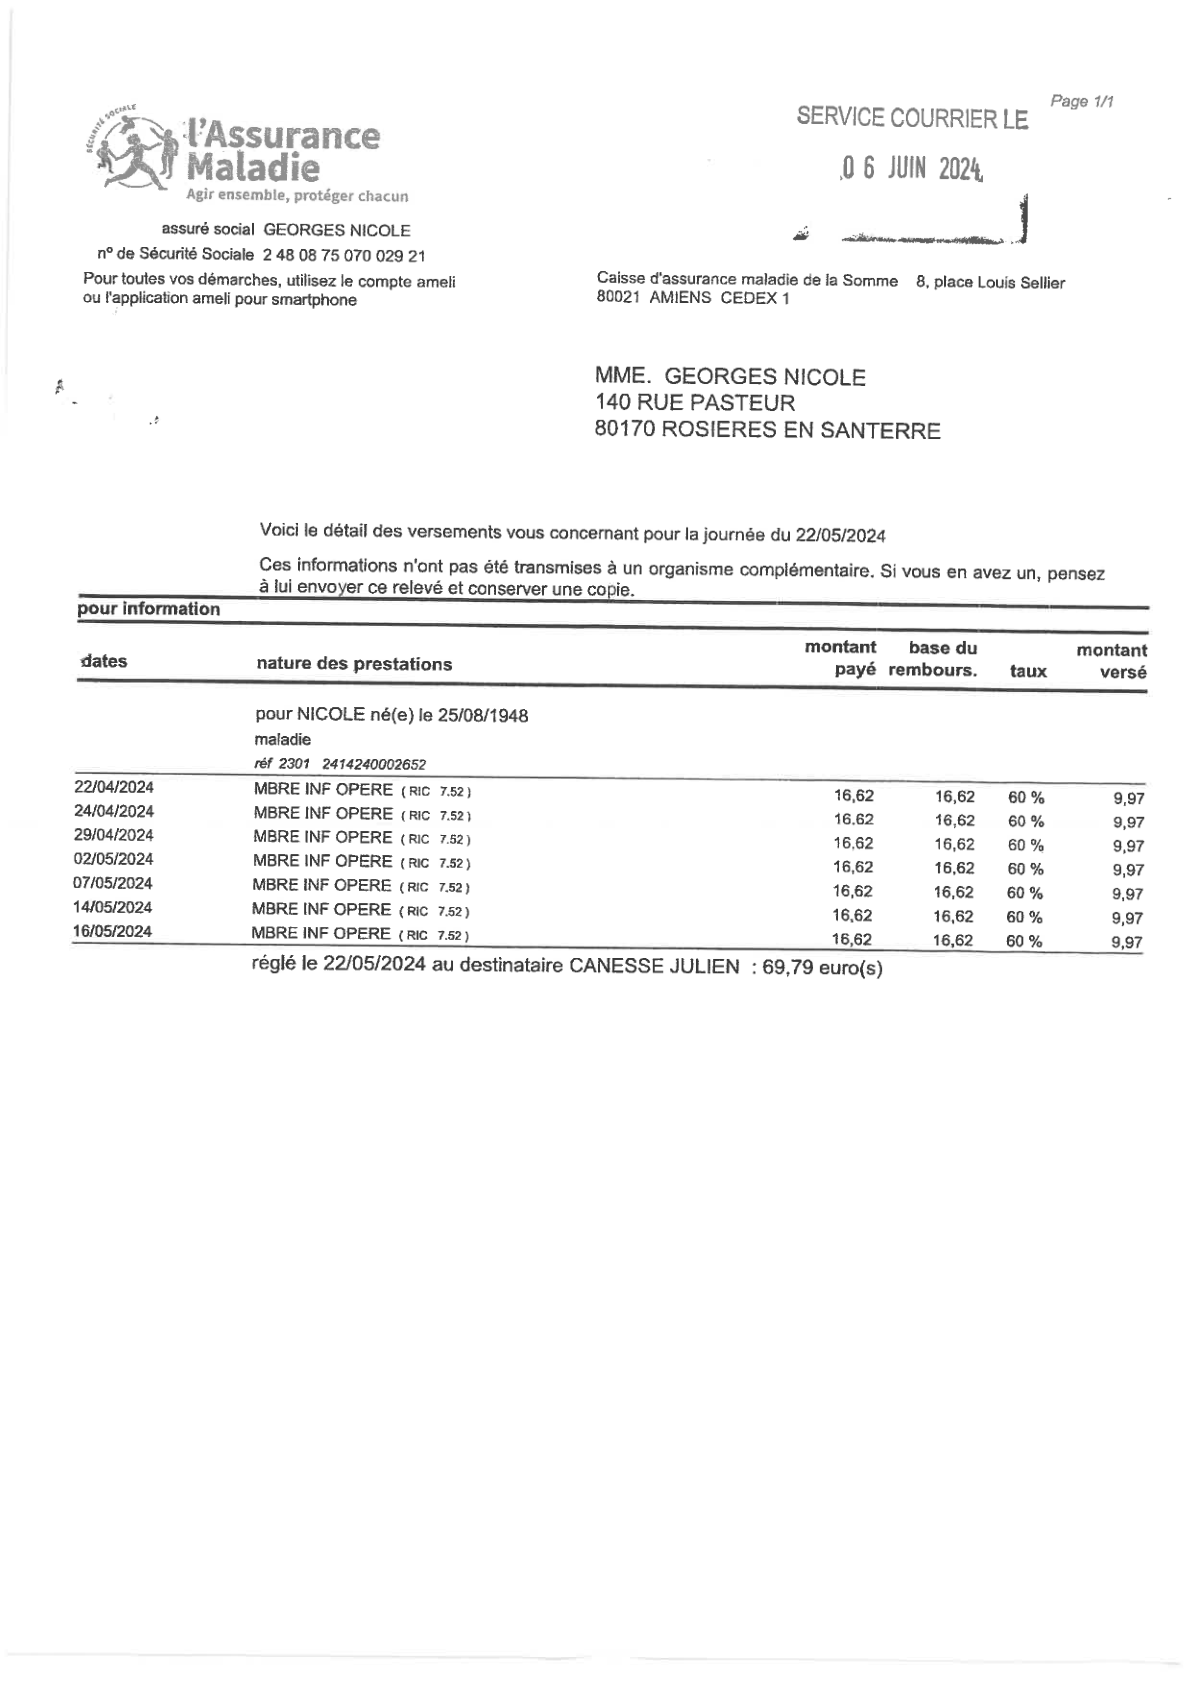 Page 1/1
SERVICE COURRIER LE
06 JUIN 2024
SÉCURITÉ SOCIALE
l'Assurance
Maladie
Agir ensemble, protéger chacun
assuré social GEORGES NICOLE
n° de Sécurité Sociale 2 48 08 75 070 029 21
Pour toutes vos démarches, utilisez le compte ameli
ou l'application ameli pour smartphone
Caisse d'assurance maladie de la Somme 8, place Louis Sellier
80021 AMIENS CEDEX 1
MME. GEORGES NICOLE
140 RUE PASTEUR
80170 ROSIERES EN SANTERRE
Voici le détail des versements vous concernant pour la journée du 22/05/2024
Ces informations n'ont pas été transmises à un organisme complémentaire. Si vous en avez un, pensez
à lui envoyer ce relevé et conserver une copie.
pour information
dates nature des prestations montant payé base du rembours. taux montant versé
pour NICOLE né(e) le 25/08/1948
maladie
réf 2301 2414240002652
22/04/2024 MBRE INF OPERE ( RIC 7.52 ) 16,62 16,62 60 % 9,97
24/04/2024 MBRE INF OPERE ( RIC 7.52 ) 16.62 16,62 60 % 9,97
29/04/2024 MBRE INF OPERE ( RIC 7.52 ) 16,62 16,62 60 % 9,97
02/05/2024 MBRE INF OPERE ( RIC 7.52 ) 16,62 16,62 60 % 9,97
07/05/2024 MBRE INF OPERE ( RIC 7.52 ) 16,62 16,62 60 % 9,97
14/05/2024 MBRE INF OPERE ( RIC 7.52 ) 16,62 16,62 60 % 9,97
16/05/2024 MBRE INF OPERE ( RIC 7.52 ) 16,62 16,62 60 % 9,97
réglé le 22/05/2024 au destinataire CANESSE JULIEN : 69,79 euro(s)